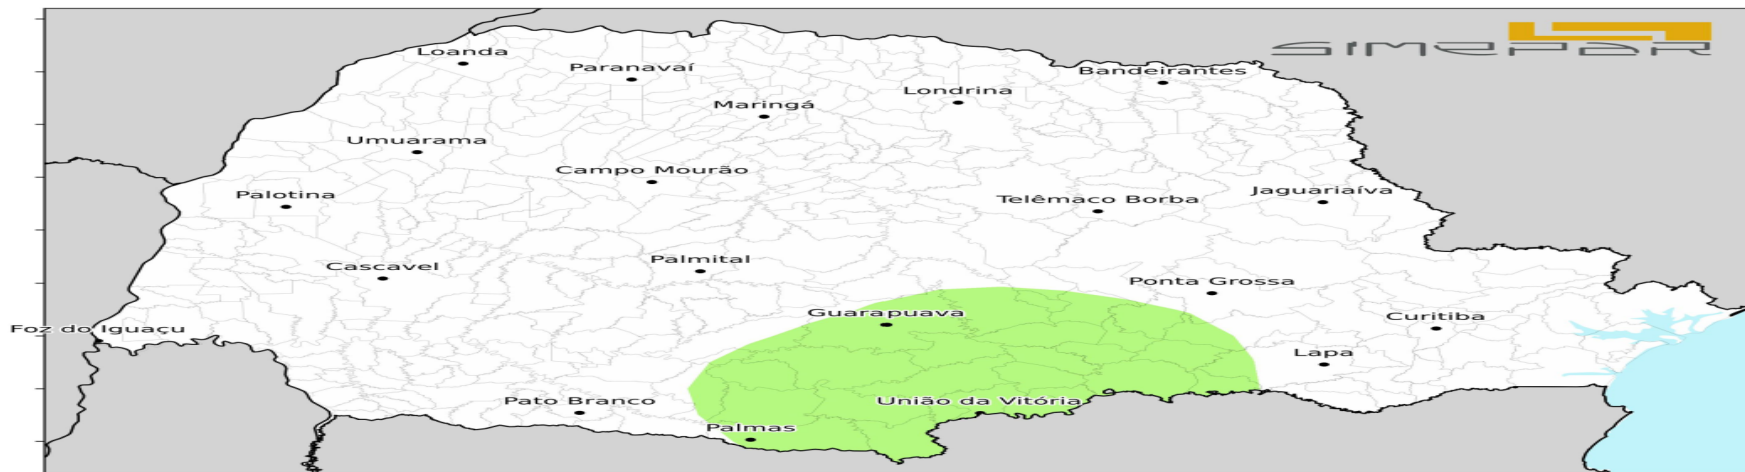 Loanda
Paranavaí
Bandeirantes
SIMEPAR
Londrina
Maringá
Umuarama
Campo Mourão
Palotina
Telêmaco Borba
Jaguariaíva
Cascavel
Palmital
Ponta Grossa
Guarapuava
Curitiba
Foz do Iguaçu
Lapa
Pato Branco
União da Vitória
Palmas